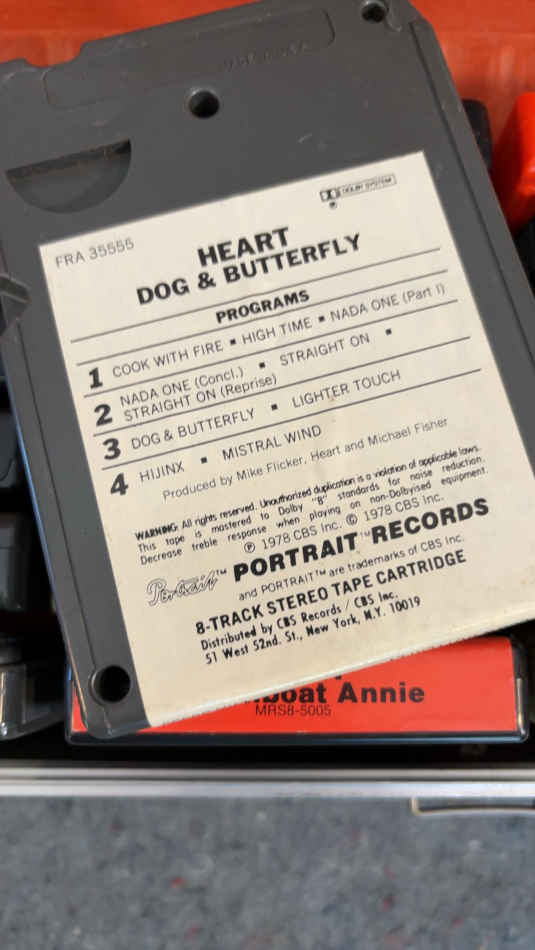 DOLBY SYSTEM
FRA 35555
HEART
DOG & BUTTERFLY
PROGRAMS
1 COOK WITH FIRE ▪ HIGH TIME ▪ NADA ONE (Part I)
2 NADA ONE (Concl.) ▪ STRAIGHT ON ▪
STRAIGHT ON (Reprise)
3 DOG & BUTTERFLY ▪ LIGHTER TOUCH
4 HIJINX ▪ MISTRAL WIND
Produced by Mike Flicker, Heart and Michael Fisher
WARNING: All rights reserved. Unauthorized duplication is a violation of applicable laws.
This tape is mastered to Dolby "B" standards for noise reduction.
Decrease treble response when playing on non-Dolbyised equipment.
℗ 1978 CBS Inc. © 1978 CBS Inc.
Portrait™ PORTRAIT™ RECORDS
and PORTRAIT™ are trademarks of CBS Inc.
8-TRACK STEREO TAPE CARTRIDGE
Distributed by CBS Records / CBS Inc.
51 West 52nd. St., New York, N.Y. 10019
boat Annie
MRS8-5005